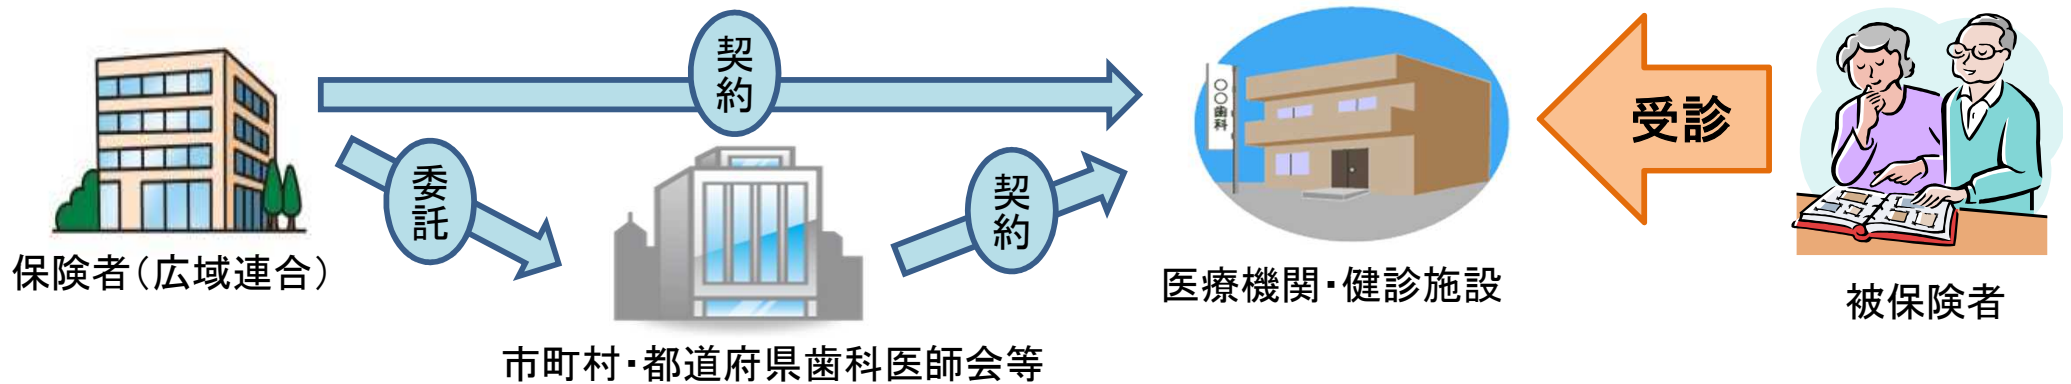 契約
委託
契約
〇〇歯科
受診
保険者(広域連合)
市町村・都道府県歯科医師会等
医療機関・健診施設
被保険者